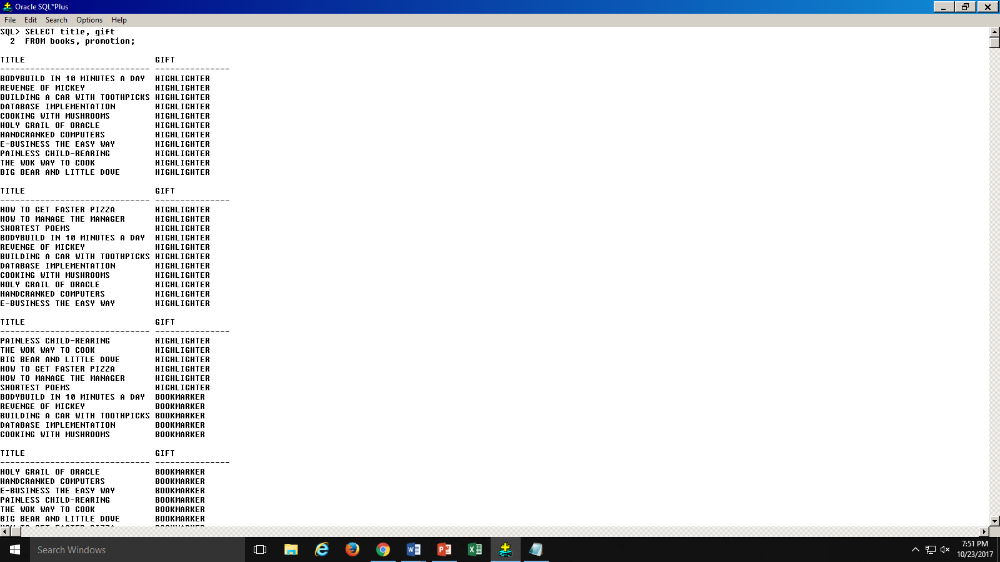 Oracle SQL*Plus
File Edit Search Options Help
SQL> SELECT title, gift
2 FROM books, promotion;
TITLE GIFT
------------------------------ ---------------
BODYBUILD IN 10 MINUTES A DAY HIGHLIGHTER
REVENGE OF MICKEY HIGHLIGHTER
BUILDING A CAR WITH TOOTHPICKS HIGHLIGHTER
DATABASE IMPLEMENTATION HIGHLIGHTER
COOKING WITH MUSHROOMS HIGHLIGHTER
HOLY GRAIL OF ORACLE HIGHLIGHTER
HANDCRANKED COMPUTERS HIGHLIGHTER
E-BUSINESS THE EASY WAY HIGHLIGHTER
PAINLESS CHILD-REARING HIGHLIGHTER
THE WOK WAY TO COOK HIGHLIGHTER
BIG BEAR AND LITTLE DOVE HIGHLIGHTER
TITLE GIFT
------------------------------ ---------------
HOW TO GET FASTER PIZZA HIGHLIGHTER
HOW TO MANAGE THE MANAGER HIGHLIGHTER
SHORTEST POEMS HIGHLIGHTER
BODYBUILD IN 10 MINUTES A DAY HIGHLIGHTER
REVENGE OF MICKEY HIGHLIGHTER
BUILDING A CAR WITH TOOTHPICKS HIGHLIGHTER
DATABASE IMPLEMENTATION HIGHLIGHTER
COOKING WITH MUSHROOMS HIGHLIGHTER
HOLY GRAIL OF ORACLE HIGHLIGHTER
HANDCRANKED COMPUTERS HIGHLIGHTER
E-BUSINESS THE EASY WAY HIGHLIGHTER
TITLE GIFT
------------------------------ ---------------
PAINLESS CHILD-REARING HIGHLIGHTER
THE WOK WAY TO COOK HIGHLIGHTER
BIG BEAR AND LITTLE DOVE HIGHLIGHTER
HOW TO GET FASTER PIZZA HIGHLIGHTER
HOW TO MANAGE THE MANAGER HIGHLIGHTER
SHORTEST POEMS HIGHLIGHTER
BODYBUILD IN 10 MINUTES A DAY BOOKMARKER
REVENGE OF MICKEY BOOKMARKER
BUILDING A CAR WITH TOOTHPICKS BOOKMARKER
DATABASE IMPLEMENTATION BOOKMARKER
COOKING WITH MUSHROOMS BOOKMARKER
TITLE GIFT
------------------------------ ---------------
HOLY GRAIL OF ORACLE BOOKMARKER
HANDCRANKED COMPUTERS BOOKMARKER
E-BUSINESS THE EASY WAY BOOKMARKER
PAINLESS CHILD-REARING BOOKMARKER
THE WOK WAY TO COOK BOOKMARKER
BIG BEAR AND LITTLE DOVE BOOKMARKER
Search Windows
7:51 PM
10/23/2017